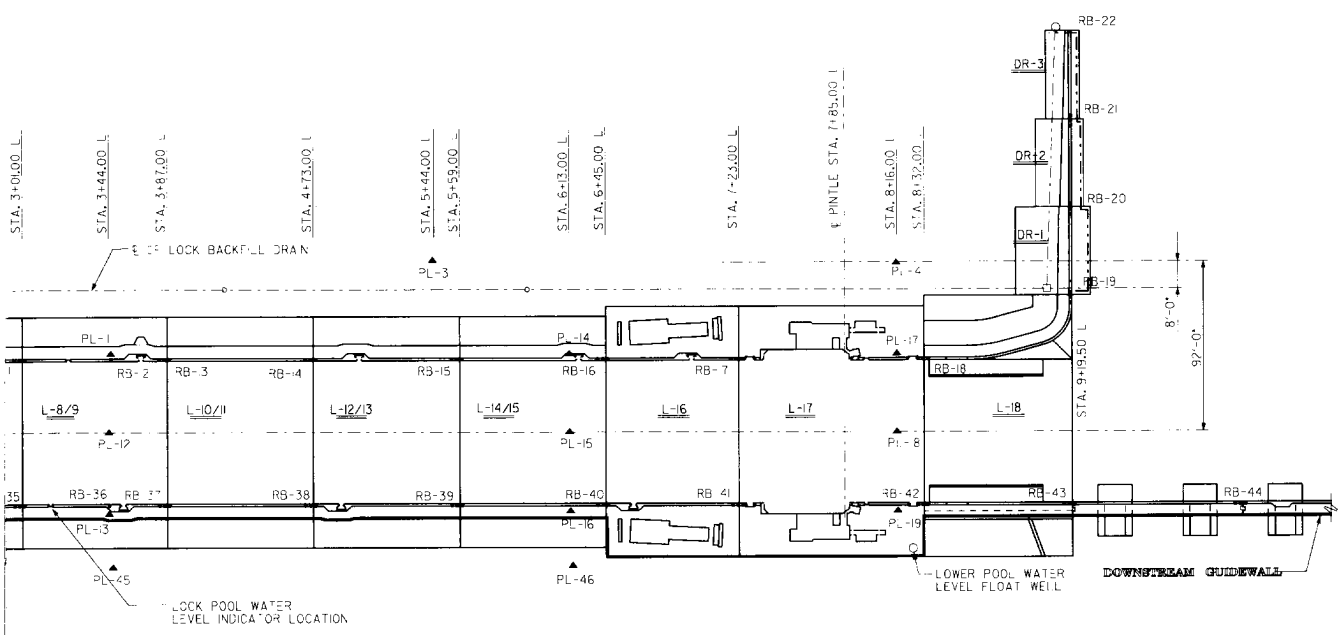 RB-22
DR-3
RB-21
DR-2
RB-20
DR-1
RB-19
STA. 3+01.00 L
STA. 3+44.00 L
STA. 3+87.00 L
STA. 4+73.00 L
STA. 5+44.00 L
STA. 5+59.00 L
STA. 6+13.00 L
STA. 6+45.00 L
STA. 7+23.00 L
PINTLE STA. 7+85.00 L
STA. 8+16.00 L
STA. 8+32.00 L
LOCK BACKFILL DRAIN
PL-3
PL-4
8'-0"
92'-0"
STA. 9+19.50 L
PL-1
PL-14
PL-17
RB-2
RB-3
RB-14
RB-15
RB-16
RB-7
RB-18
L-8/9
L-10/11
L-12/13
L-14/15
L-16
L-17
L-18
PL-12
PL-15
PL-8
35
RB-36
RB-37
RB-38
RB-39
RB-40
RB-41
RB-42
RB-43
RB-44
PL-13
PL-16
PL-19
PL-45
PL-46
LOWER POOL WATER
LEVEL FLOAT WELL
DOWNSTREAM GUIDEWALL
LOCK POOL WATER
LEVEL INDICATOR LOCATION